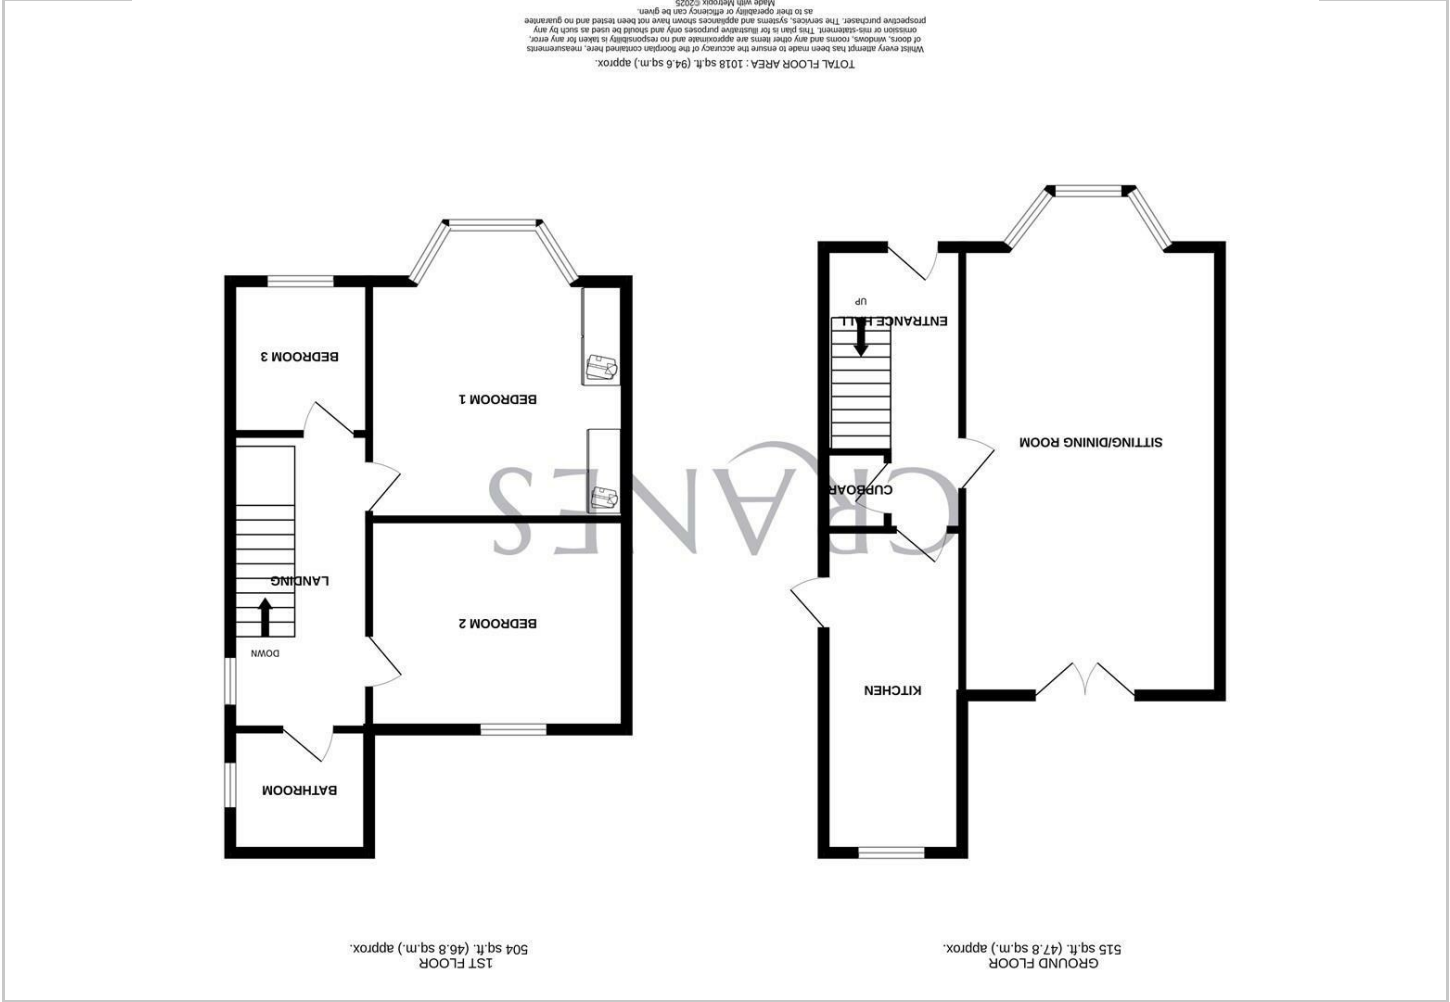 GROUND FLOOR
515 sq.ft. (47.8 sq.m.) approx.
1ST FLOOR
504 sq.ft. (46.8 sq.m.) approx.
KITCHEN
SITTING/DINING ROOM
CUPBOAR
ENTRANCE HALL
UP
BATHROOM
DOWN
LANDING
BEDROOM 2
BEDROOM 1
BEDROOM 3
CRANES
TOTAL FLOOR AREA : 1018 sq.ft. (94.6 sq.m.) approx.
Whilst every attempt has been made to ensure the accuracy of the floorplan contained here, measurements
of doors, windows, rooms and any other items are approximate and no responsibility is taken for any error,
omission or mis-statement. This plan is for illustrative purposes only and should be used as such by any
prospective purchaser. The services, systems and appliances shown have not been tested and no guarantee
as to their operability or efficiency can be given.
Made with Metropix ©2025